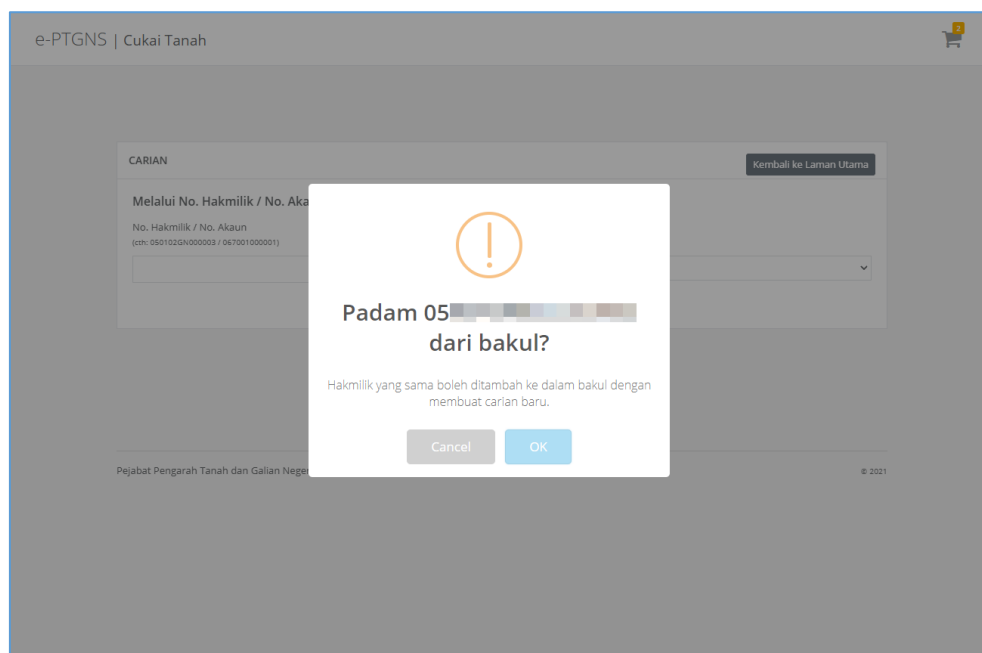 e-PTGNS | Cukai Tanah
2
CARIAN
Kembali ke Laman Utama
Melalui No. Hakmilik / No. Aka
No. Hakmilik / No. Akaun
(cth: 050102GN000003 / 067001000001)
Padam 05
dari bakul?
Hakmilik yang sama boleh ditambah ke dalam bakul dengan
membuat carian baru.
Cancel
OK
Pejabat Pengarah Tanah dan Galian Neger
© 2021